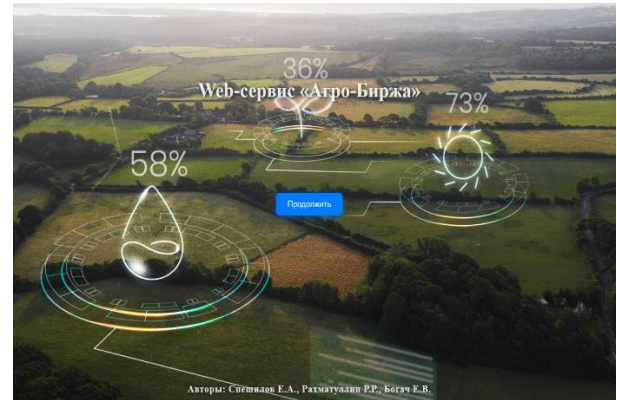 36%
Web-сервис «Агро-Биржа»
73%
58%
Продолжить
Авторы: Спешилов Е.А., Рахматуллин Р.Р., Богач Е.В.